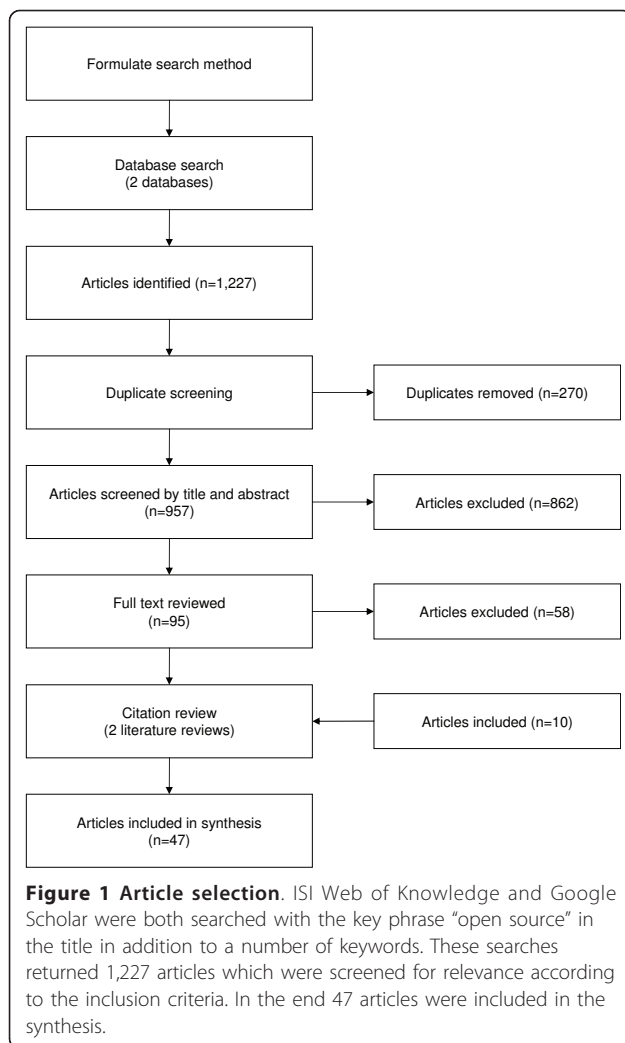 Formulate search method
Database search
(2 databases)
Articles identified (n=1,227)
Duplicate screening
Duplicates removed (n=270)
Articles screened by title and abstract
(n=957)
Articles excluded (n=862)
Full text reviewed
(n=95)
Articles excluded (n=58)
Citation review
(2 literature reviews)
Articles included (n=10)
Articles included in synthesis
(n=47)
Figure 1 Article selection. ISI Web of Knowledge and Google
Scholar were both searched with the key phrase “open source” in
the title in addition to a number of keywords. These searches
returned 1,227 articles which were screened for relevance according
to the inclusion criteria. In the end 47 articles were included in the
synthesis.